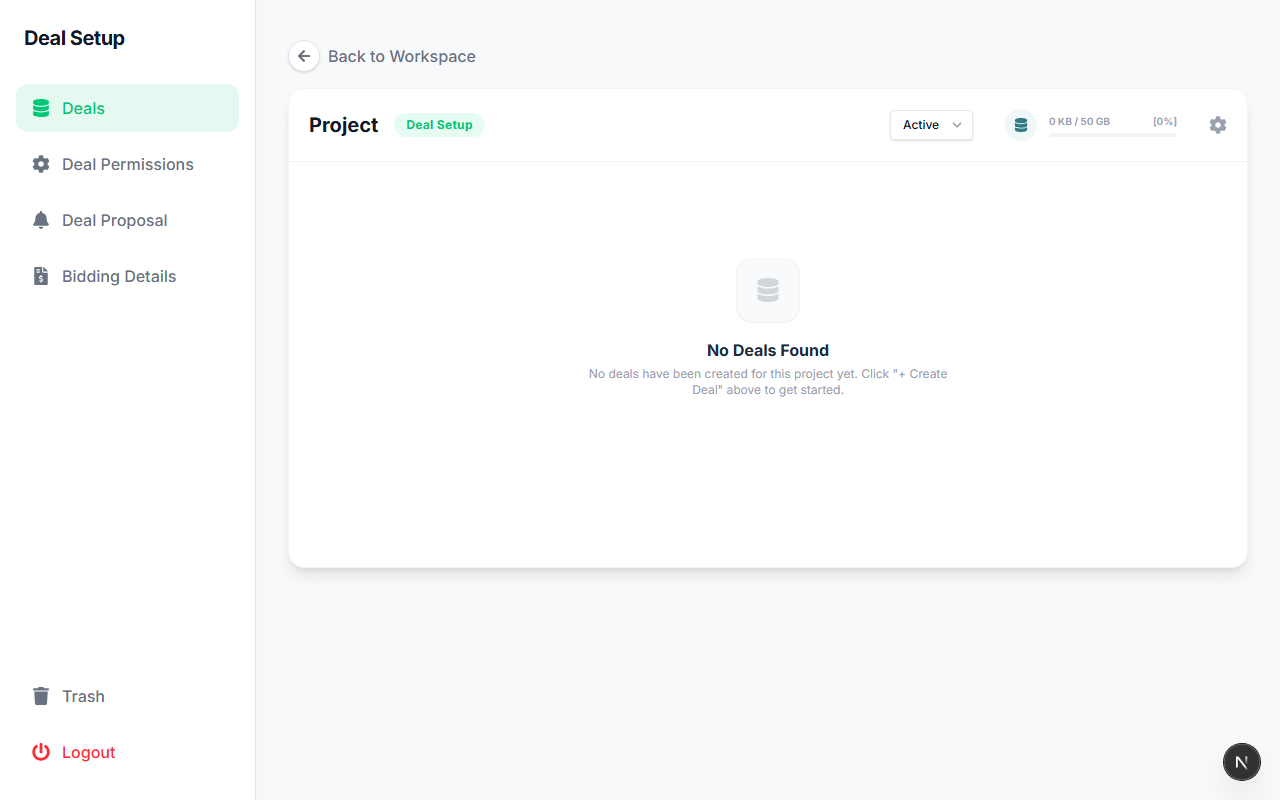 Deal Setup
Deals
Deal Permissions
Deal Proposal
Bidding Details
Trash
Logout
Back to Workspace
Project
Deal Setup
Active
0 KB / 50 GB
[0%]
No Deals Found
No deals have been created for this project yet. Click "+ Create
Deal" above to get started.
N